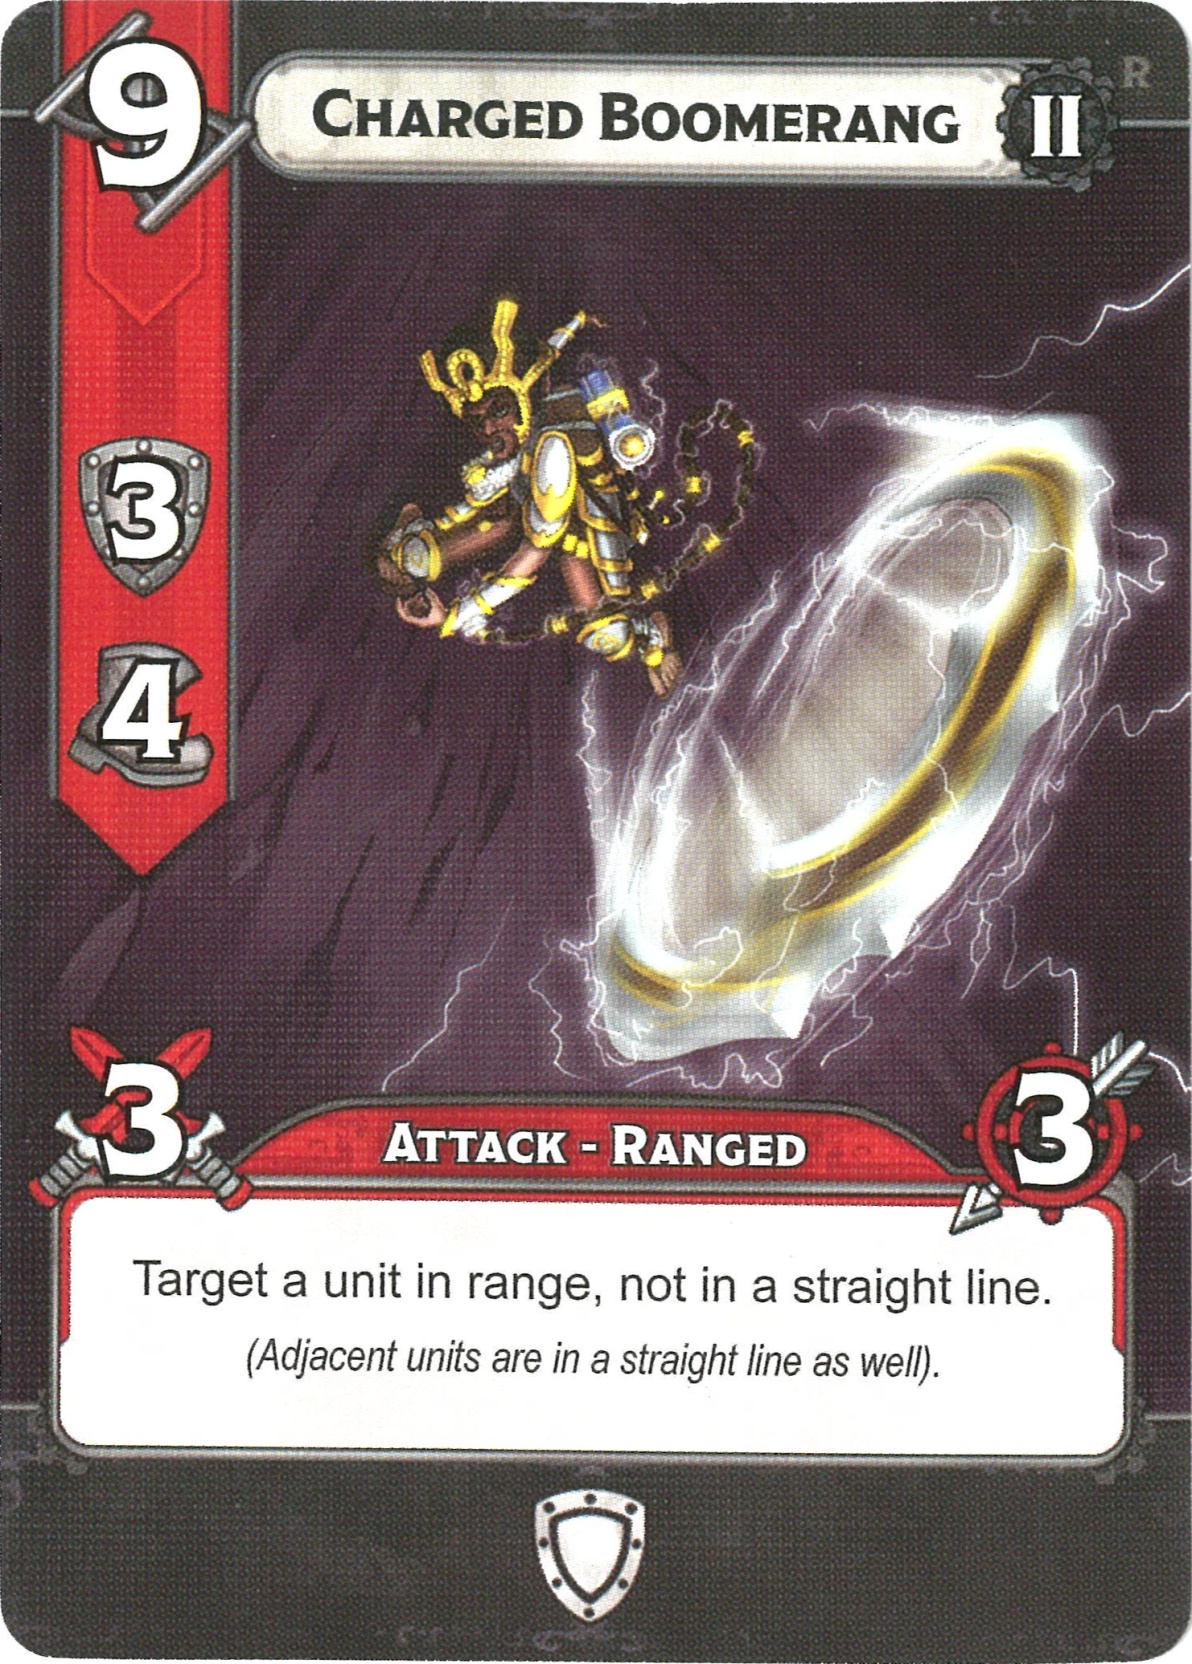 9
CHARGED BOOMERANG II
R
3
4
3
ATTACK - RANGED
3
Target a unit in range, not in a straight line.
(Adjacent units are in a straight line as well).